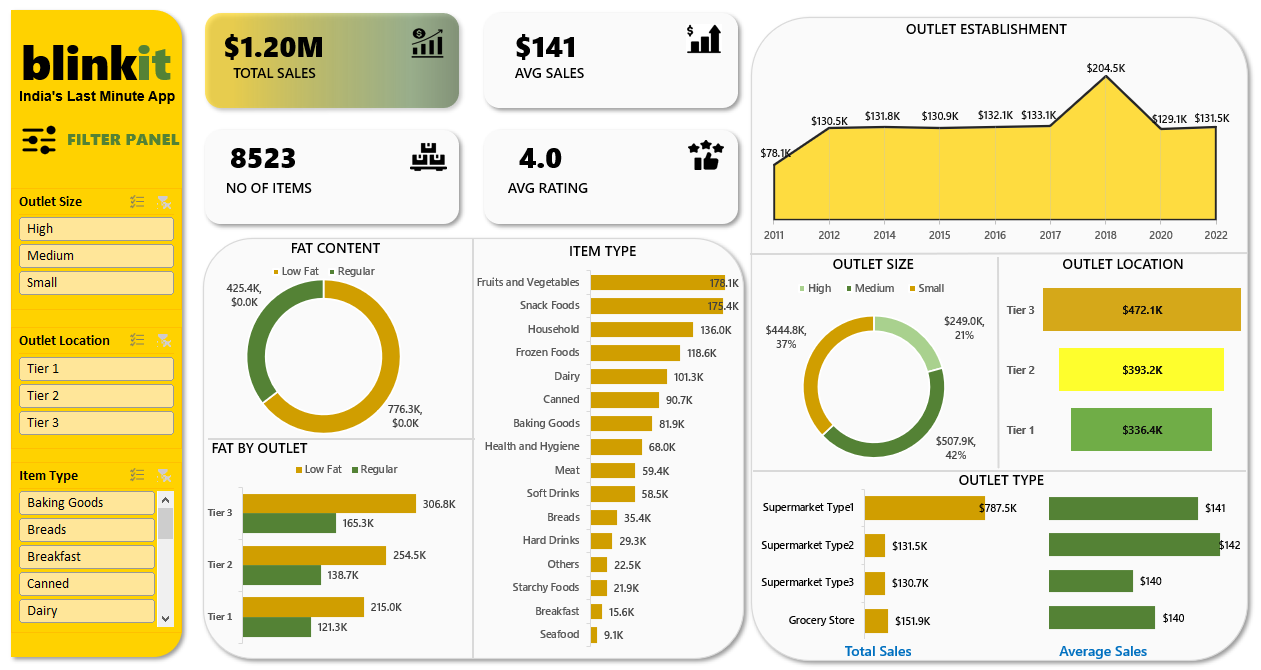 blinkit
India's Last Minute App
FILTER PANEL
Outlet Size
High
Medium
Small
Outlet Location
Tier 1
Tier 2
Tier 3
Item Type
Baking Goods
Breads
Breakfast
Canned
Dairy
$1.20M
TOTAL SALES
$141
AVG SALES
8523
NO OF ITEMS
4.0
AVG RATING
FAT CONTENT
Low Fat Regular
425.4K,
$0.0K
776.3K,
$0.0K
FAT BY OUTLET
Low Fat Regular
Tier 3 306.8K
165.3K
Tier 2 254.5K
138.7K
Tier 1 215.0K
121.3K
ITEM TYPE
Fruits and Vegetables 178.1K
Snack Foods 175.4K
Household 136.0K
Frozen Foods 118.6K
Dairy 101.3K
Canned 90.7K
Baking Goods 81.9K
Health and Hygiene 68.0K
Meat 59.4K
Soft Drinks 58.5K
Breads 35.4K
Hard Drinks 29.3K
Others 22.5K
Starchy Foods 21.9K
Breakfast 15.6K
Seafood 9.1K
OUTLET ESTABLISHMENT
$78.1K $130.5K $131.8K $130.9K $132.1K $133.1K $204.5K $129.1K $131.5K
2011 2012 2014 2015 2016 2017 2018 2020 2022
OUTLET SIZE
High Medium Small
$444.8K,
37%
$249.0K,
21%
$507.9K,
42%
OUTLET LOCATION
Tier 3 $472.1K
Tier 2 $393.2K
Tier 1 $336.4K
OUTLET TYPE
Supermarket Type1 $787.5K $141
Supermarket Type2 $131.5K $142
Supermarket Type3 $130.7K $140
Grocery Store $151.9K $140
Total Sales Average Sales